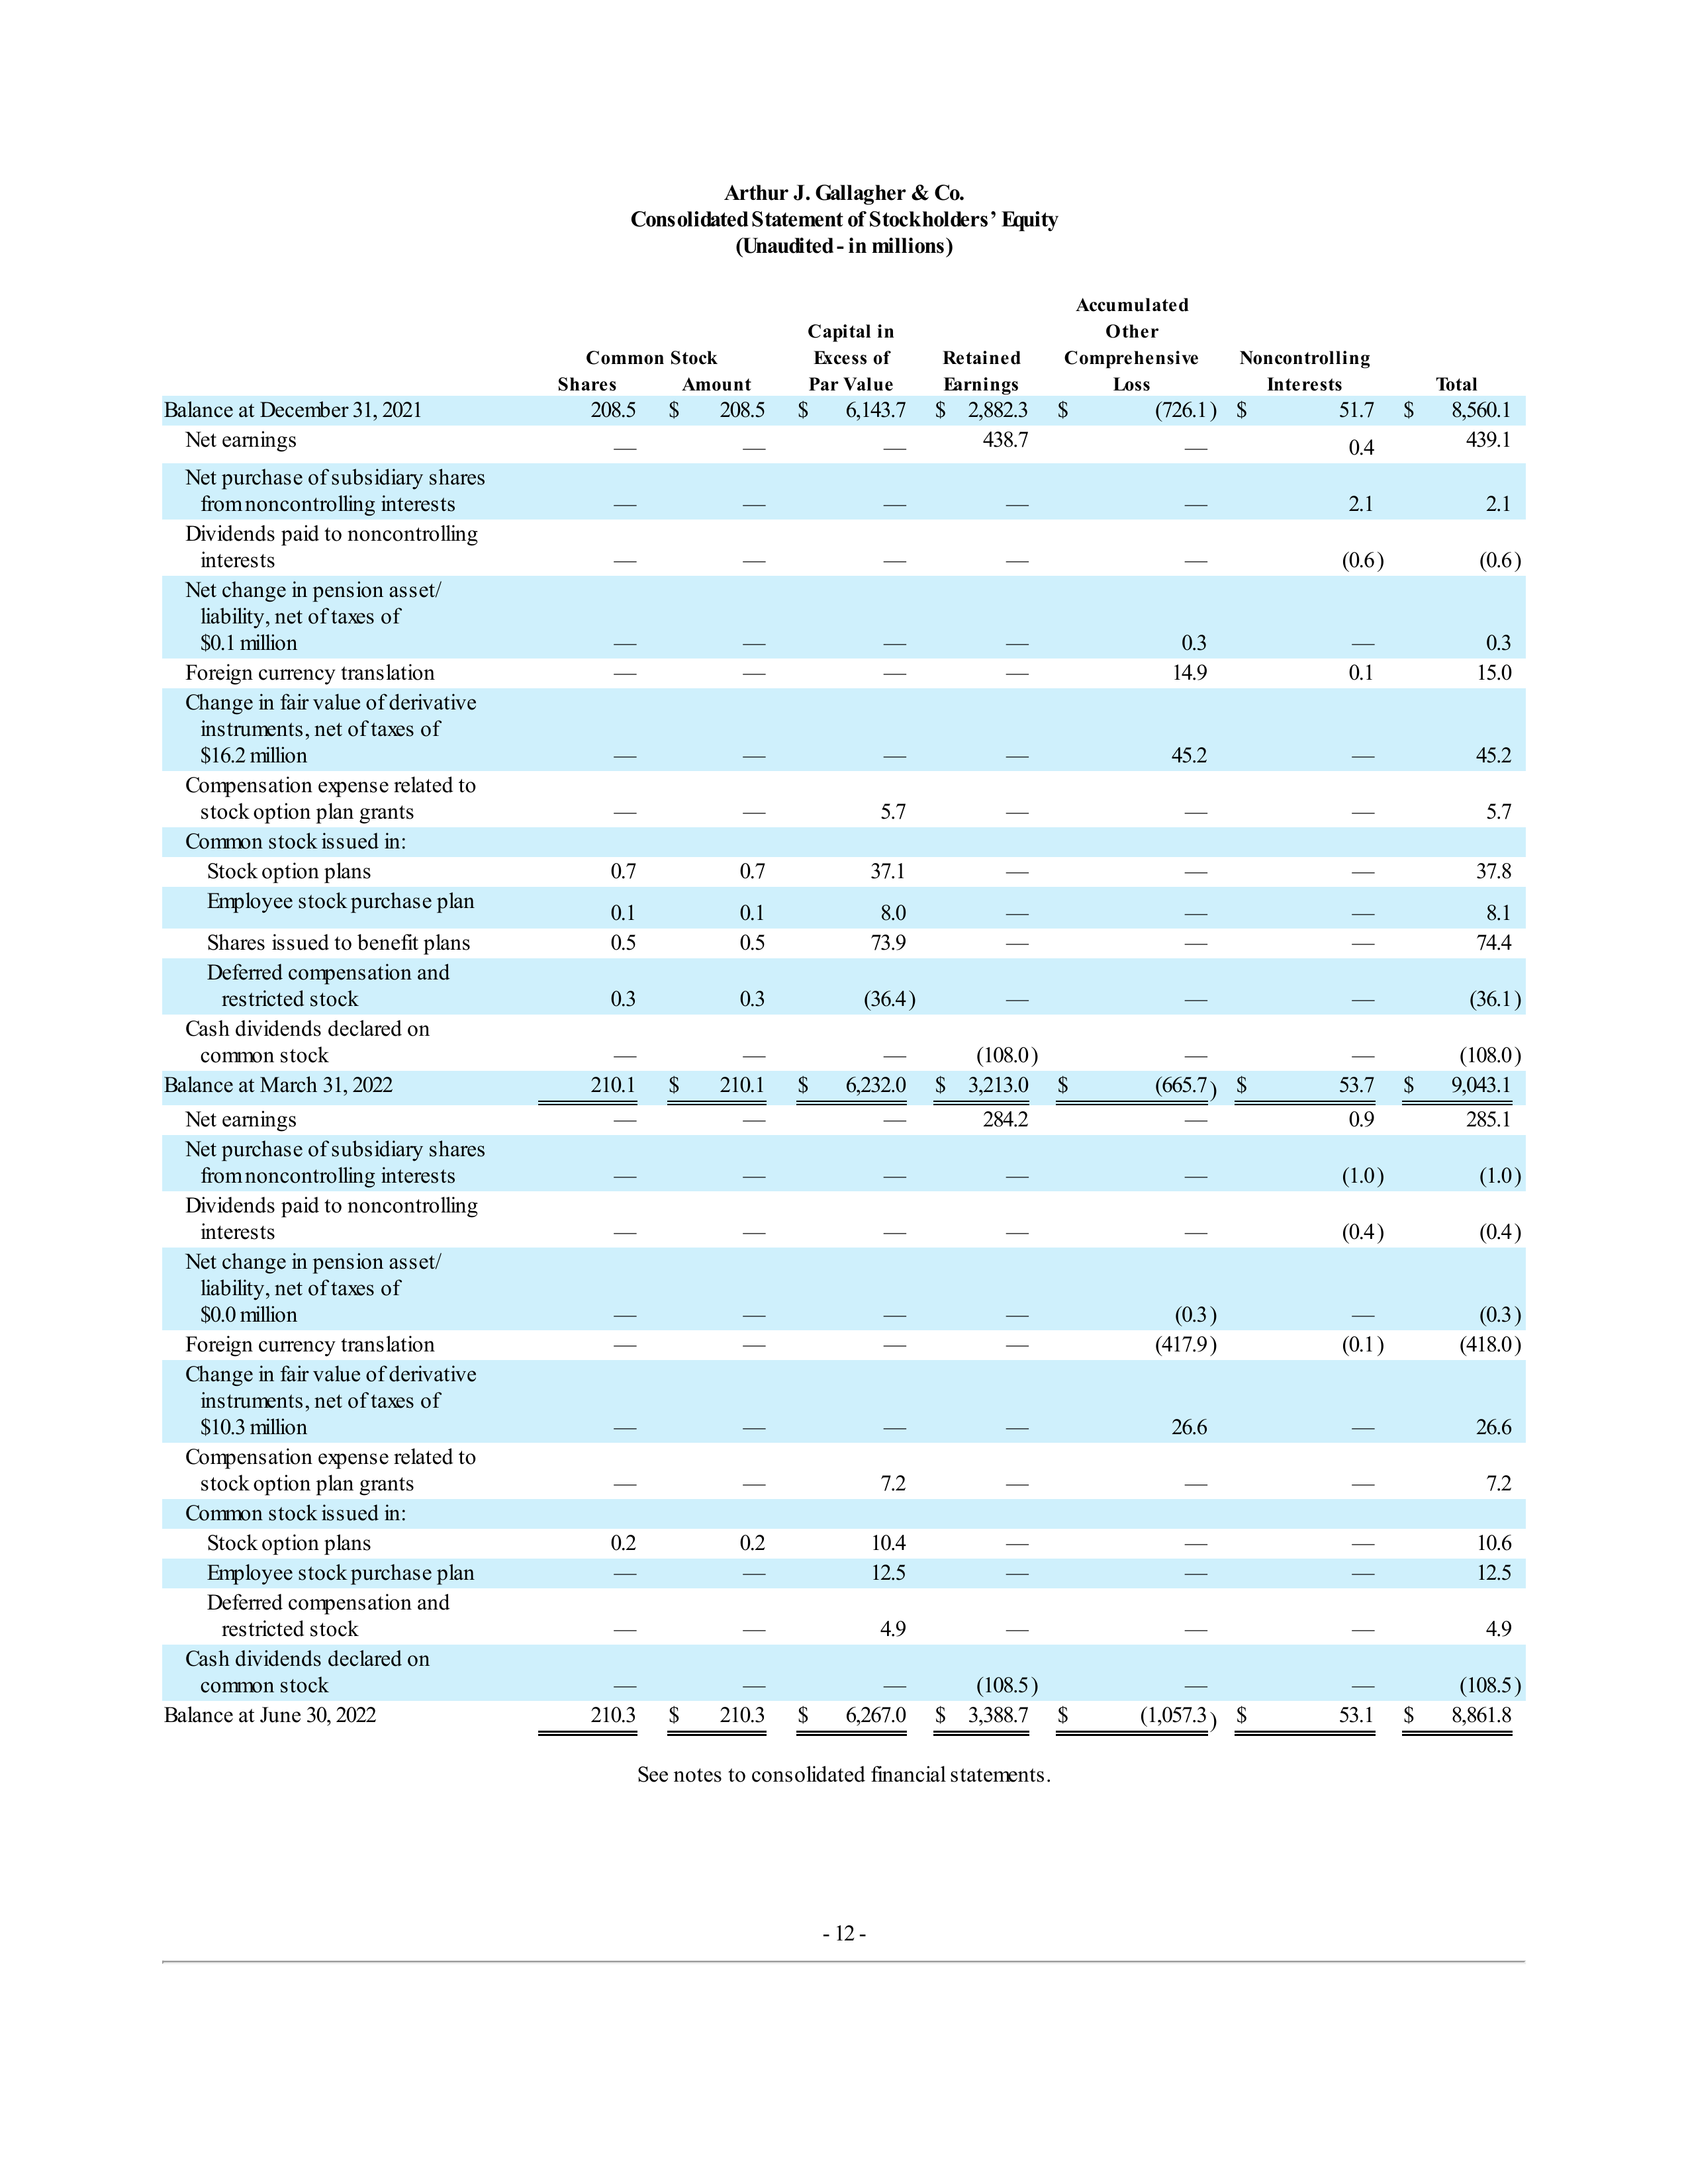 Arthur J. Gallagher & Co.
Consolidated Statement of Stockholders’ Equity
(Unaudited - in millions)
Accumulated
Capital in Other
Common Stock Excess of Retained Comprehensive Noncontrolling
Shares Amount Par Value Earnings Loss Interests Total
Balance at December 31, 2021 208.5 $ 208.5 $ 6,143.7 $ 2,882.3 $ (726.1) $ 51.7 $ 8,560.1
Net earnings — — — 438.7 — 0.4 439.1
Net purchase of subsidiary shares
from noncontrolling interests — — — — — 2.1 2.1
Dividends paid to noncontrolling
interests — — — — — (0.6) (0.6)
Net change in pension asset/
liability, net of taxes of
$0.1 million — — — — 0.3 — 0.3
Foreign currency translation — — — — 14.9 0.1 15.0
Change in fair value of derivative
instruments, net of taxes of
$16.2 million — — — — 45.2 — 45.2
Compensation expense related to
stock option plan grants — — 5.7 — — — 5.7
Common stock issued in:
Stock option plans 0.7 0.7 37.1 — — — 37.8
Employee stock purchase plan 0.1 0.1 8.0 — — — 8.1
Shares issued to benefit plans 0.5 0.5 73.9 — — — 74.4
Deferred compensation and
restricted stock 0.3 0.3 (36.4) — — — (36.1)
Cash dividends declared on
common stock — — — (108.0) — — (108.0)
Balance at March 31, 2022 210.1 $ 210.1 $ 6,232.0 $ 3,213.0 $ (665.7) $ 53.7 $ 9,043.1
Net earnings — — — 284.2 — 0.9 285.1
Net purchase of subsidiary shares
from noncontrolling interests — — — — — (1.0) (1.0)
Dividends paid to noncontrolling
interests — — — — — (0.4) (0.4)
Net change in pension asset/
liability, net of taxes of
$0.0 million — — — — (0.3) — (0.3)
Foreign currency translation — — — — (417.9) (0.1) (418.0)
Change in fair value of derivative
instruments, net of taxes of
$10.3 million — — — — 26.6 — 26.6
Compensation expense related to
stock option plan grants — — 7.2 — — — 7.2
Common stock issued in:
Stock option plans 0.2 0.2 10.4 — — — 10.6
Employee stock purchase plan — — 12.5 — — — 12.5
Deferred compensation and
restricted stock — — 4.9 — — — 4.9
Cash dividends declared on
common stock — — — (108.5) — — (108.5)
Balance at June 30, 2022 210.3 $ 210.3 $ 6,267.0 $ 3,388.7 $ (1,057.3) $ 53.1 $ 8,861.8
See notes to consolidated financial statements.
- 12 -